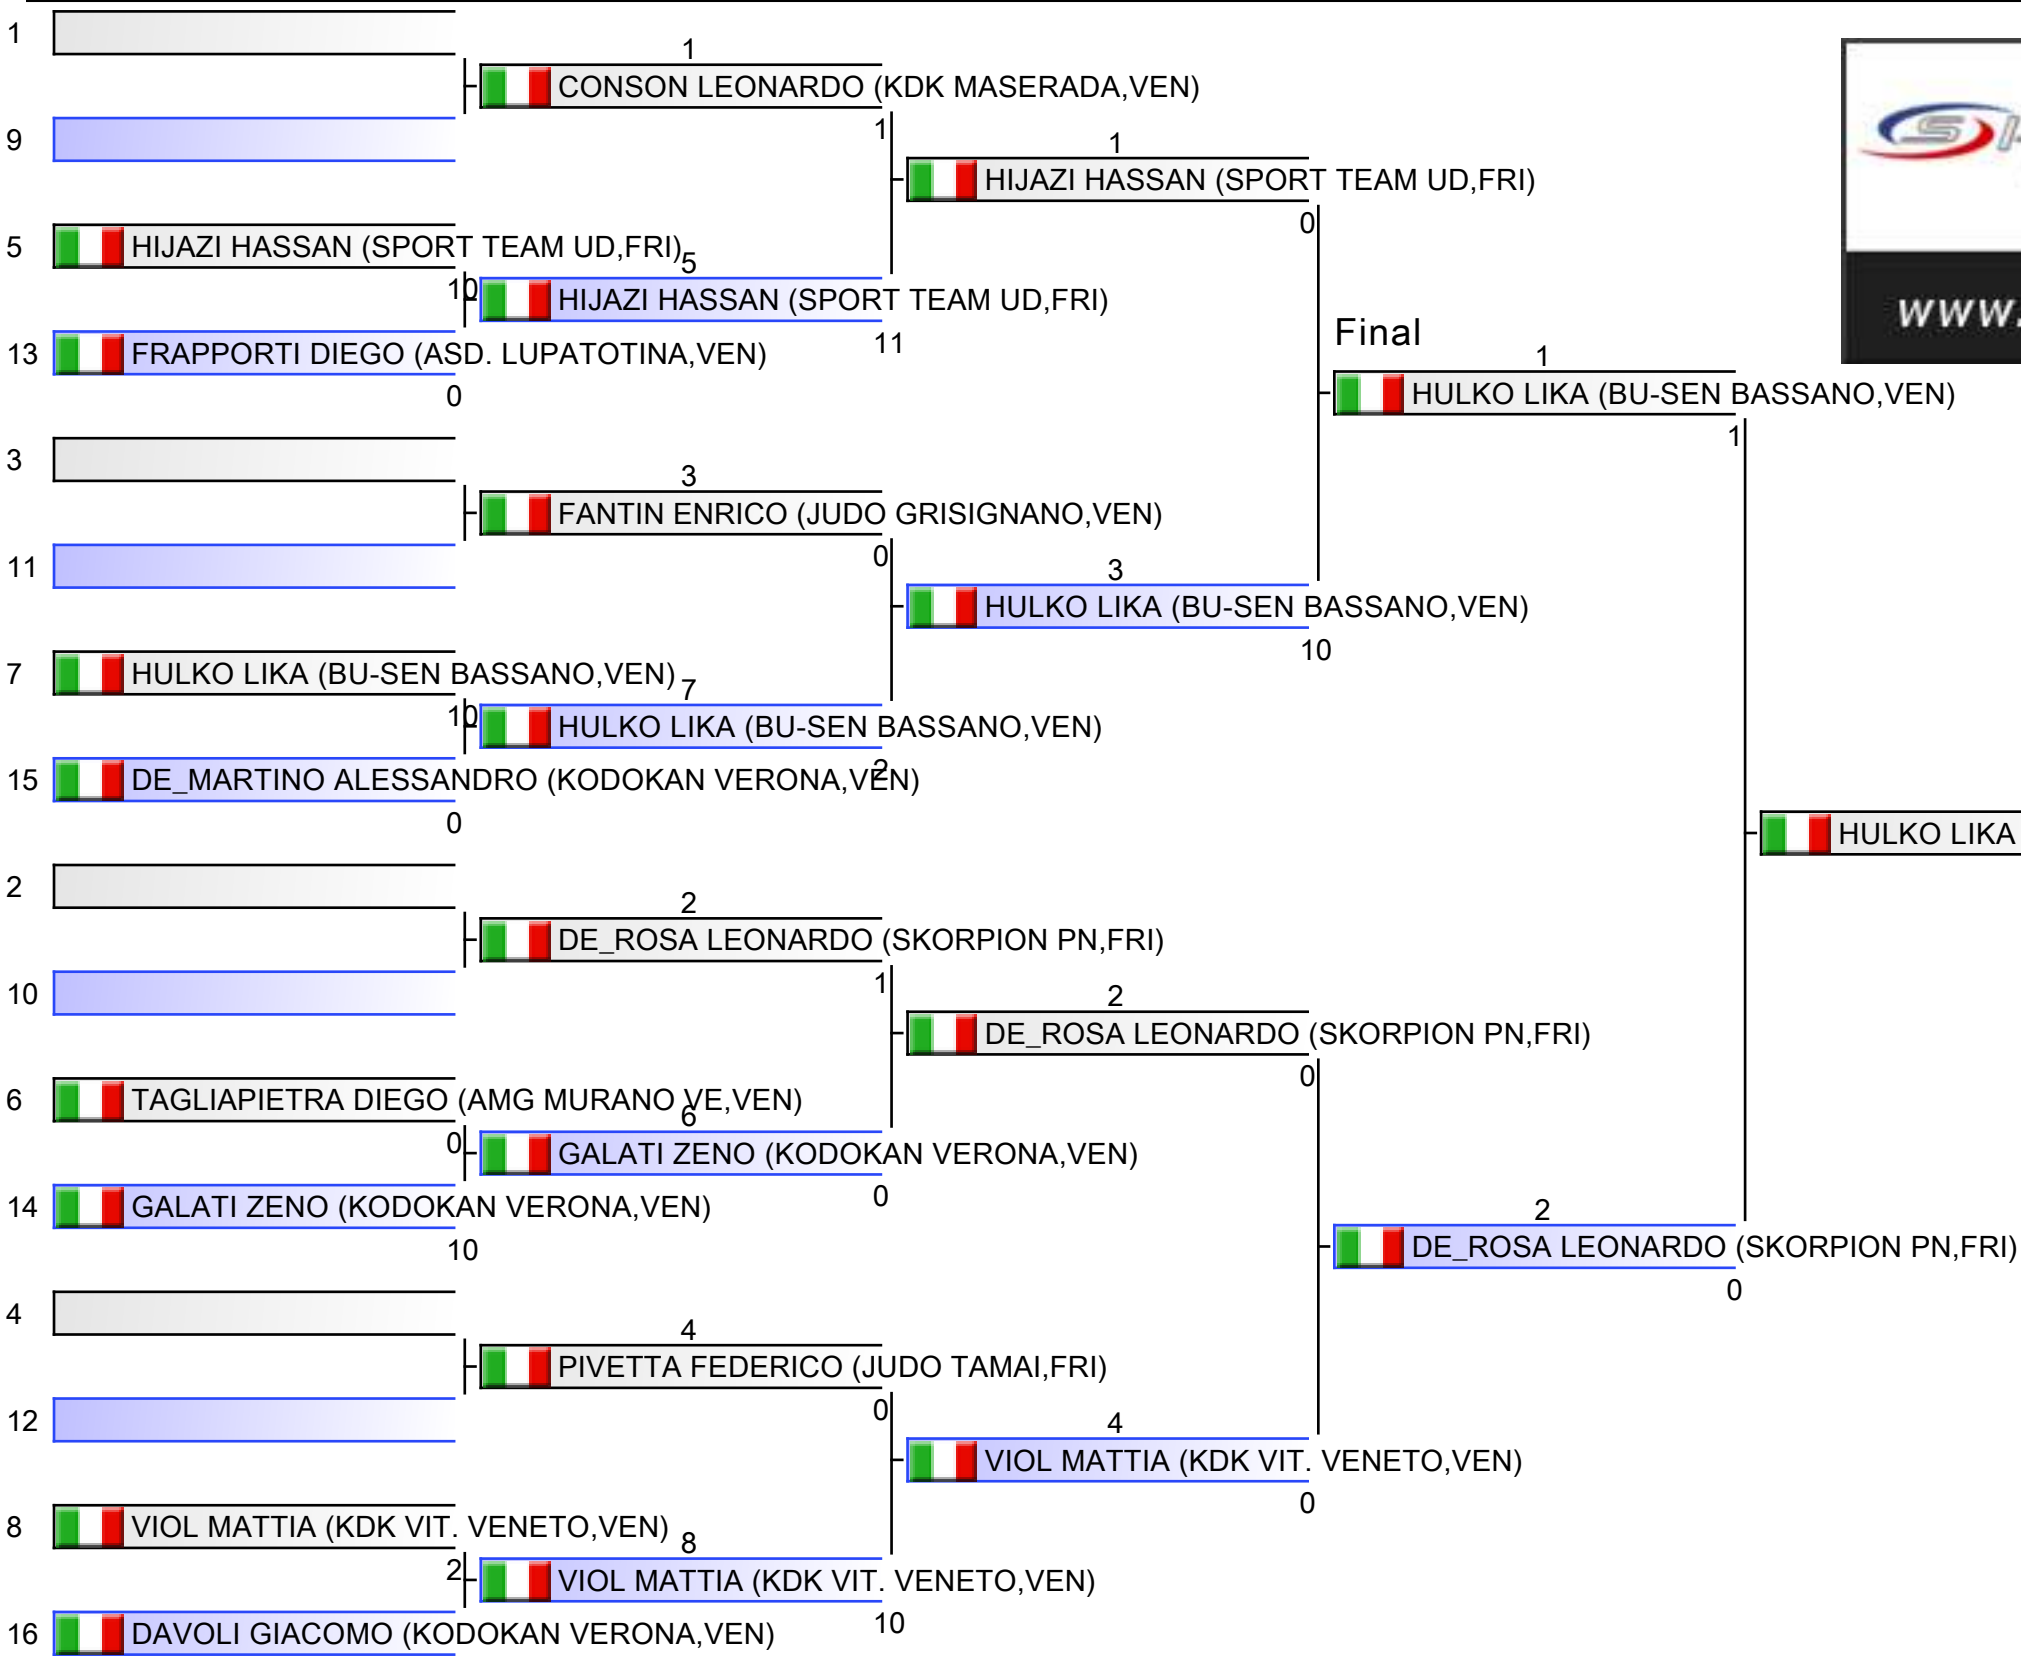 1
1
CONSON LEONARDO (KDK MASERADA,VEN)
1
9
1
HIJAZI HASSAN (SPORT TEAM UD,FRI)
0
5
HIJAZI HASSAN (SPORT TEAM UD,FRI)
5
10
HIJAZI HASSAN (SPORT TEAM UD,FRI)
11
13
FRAPPORTI DIEGO (ASD. LUPATOTINA,VEN)
0
www.
Final
1
HULKO LIKA (BU-SEN BASSANO,VEN)
1
3
3
FANTIN ENRICO (JUDO GRISIGNANO,VEN)
0
11
3
HULKO LIKA (BU-SEN BASSANO,VEN)
10
7
HULKO LIKA (BU-SEN BASSANO,VEN)
7
10
HULKO LIKA (BU-SEN BASSANO,VEN)
2
15
DE_MARTINO ALESSANDRO (KODOKAN VERONA,VEN)
0
HULKO LIKA
2
2
DE_ROSA LEONARDO (SKORPION PN,FRI)
1
10
2
DE_ROSA LEONARDO (SKORPION PN,FRI)
0
6
TAGLIAPIETRA DIEGO (AMG MURANO VE,VEN)
6
0
GALATI ZENO (KODOKAN VERONA,VEN)
0
14
GALATI ZENO (KODOKAN VERONA,VEN)
10
2
DE_ROSA LEONARDO (SKORPION PN,FRI)
0
4
4
PIVETTA FEDERICO (JUDO TAMAI,FRI)
0
12
4
VIOL MATTIA (KDK VIT. VENETO,VEN)
0
8
VIOL MATTIA (KDK VIT. VENETO,VEN)
8
2
VIOL MATTIA (KDK VIT. VENETO,VEN)
10
16
DAVOLI GIACOMO (KODOKAN VERONA,VEN)